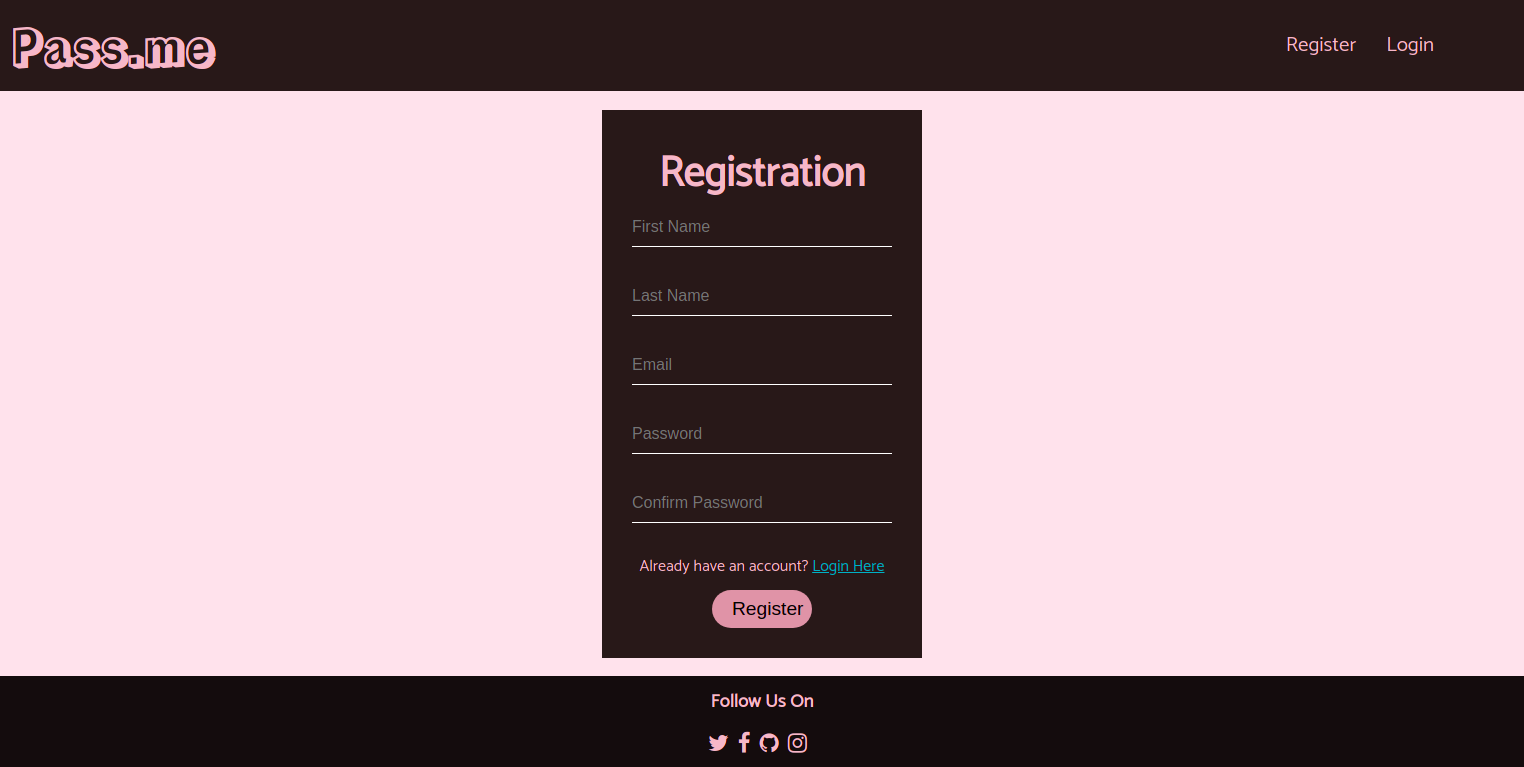 Pass.me
Register Login
Registration
First Name
Last Name
Email
Password
Confirm Password
Already have an account? Login Here
Register
Follow Us On